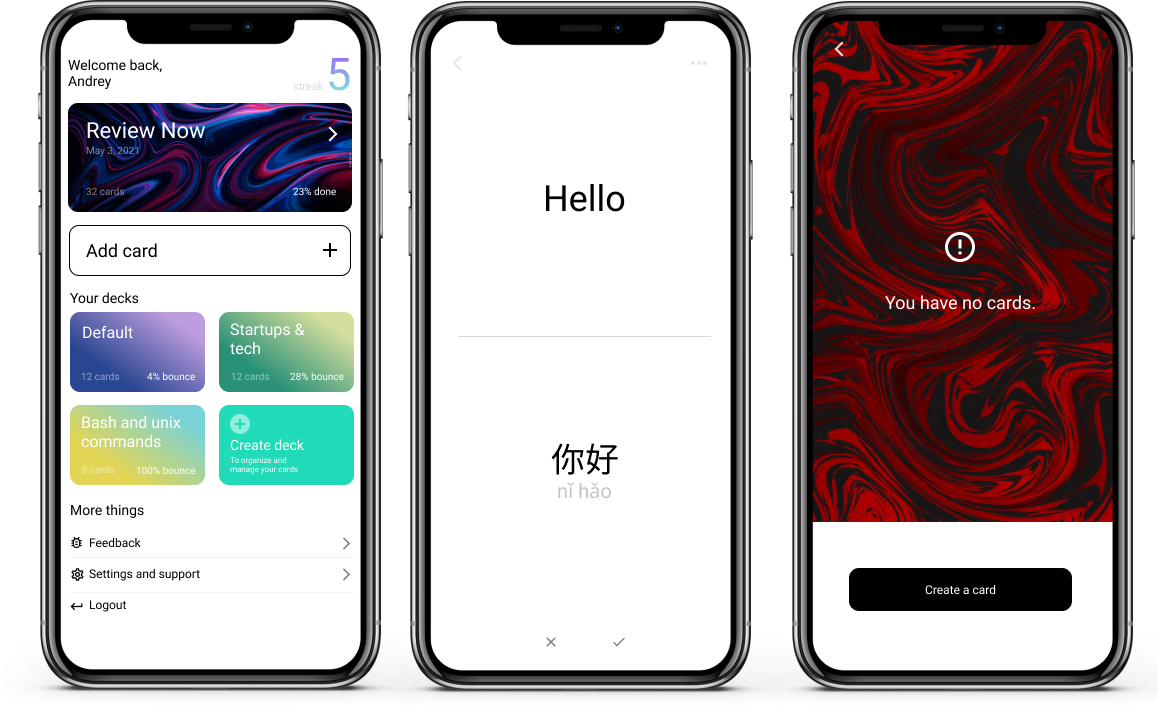 Welcome back,
Andrey
streak 5
Review Now
May 3, 2021
32 cards
23% done
Add card
Your decks
Default
12 cards
4% bounce
Startups &
tech
12 cards
28% bounce
Bash and unix
commands
8 cards
100% bounce
Create deck
To organize and
manage your cards
More things
Feedback
Settings and support
Logout
Hello
你好
nǐ hǎo
You have no cards.
Create a card